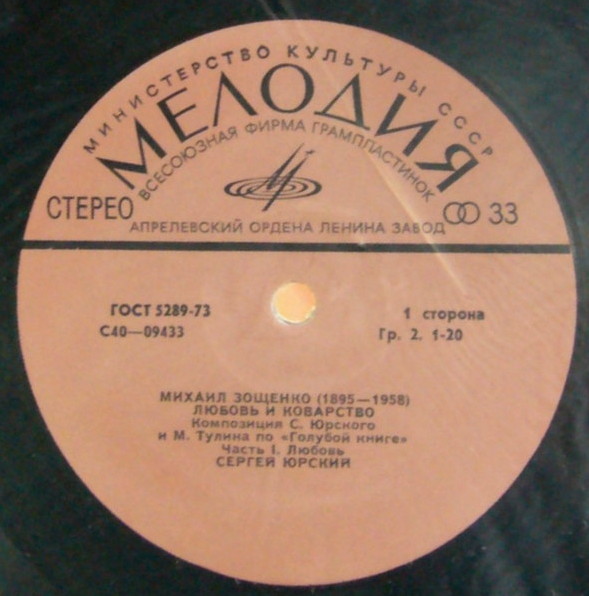 МИНИСТЕРСТВО КУЛЬТУРЫ СССР
МЕЛОДИЯ
ВСЕСОЮЗНАЯ ФИРМА ГРАМПЛАСТИНОК
СТЕРЕО
33
АПРЕЛЕВСКИЙ ОРДЕНА ЛЕНИНА ЗАВОД
ГОСТ 5289-73
1 сторона
С40—09433
Гр. 2. 1-20
МИХАИЛ ЗОЩЕНКО (1895—1958)
ЛЮБОВЬ И КОВАРСТВО
Композиция С. Юрского
и М. Тулина по «Голубой книге»
Часть I. Любовь
СЕРГЕЙ ЮРСКИЙ